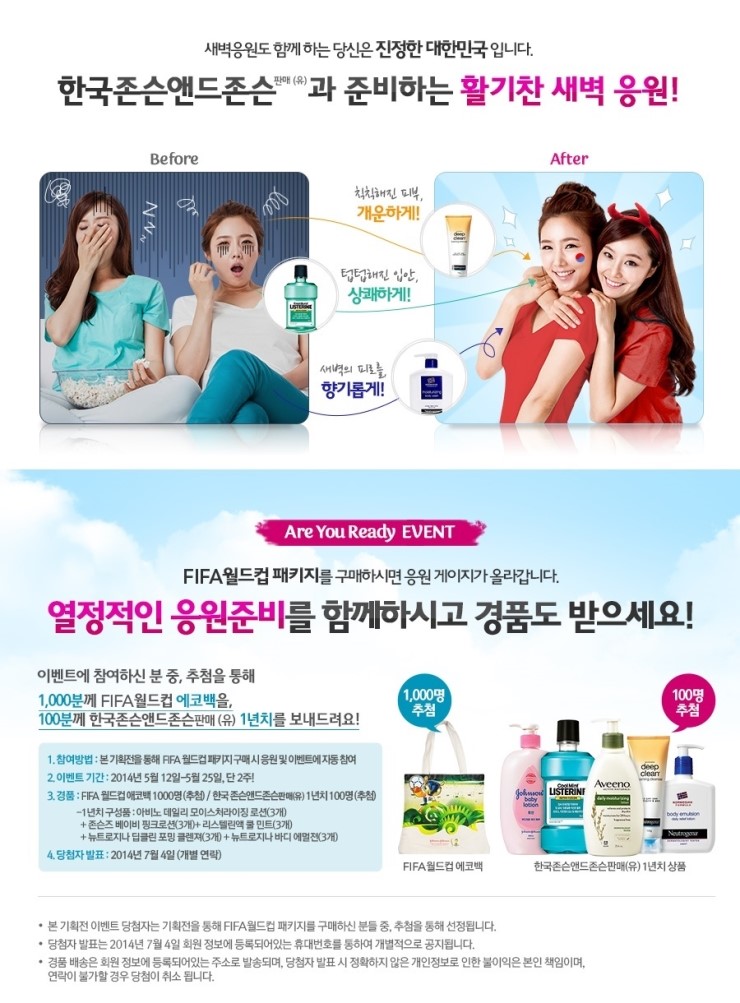 새벽응원도 함께 하는 당신은 진정한 대한민국 입니다.
한국존슨앤드존슨판매 (유)과 준비하는 활기찬 새벽 응원!
Before
After
칙칙해진 피부,
개운하게!
deep
clean
텁텁해진 입안,
상쾌하게!
LISTERINE
새벽의 피로를,
향기롭게!
Are You Ready EVENT
FIFA월드컵 패키지를 구매하시면 응원 게이지가 올라갑니다.
열정적인 응원준비를 함께하시고 경품도 받으세요!
이벤트에 참여하신 분 중, 추첨을 통해
1,000분께 FIFA월드컵 에코백을,
100분께 한국존슨앤드존슨판매 (유) 1년치를 보내드려요!
1. 참여방법 : 본 기획전을 통해 FIFA 월드컵 패키지 구매 시 응원 및 이벤트에 자동 참여
2. 이벤트 기간 : 2014년 5월 12일~5월 25일, 단 2주!
3. 경품 : FIFA 월드컵 에코백 1000명 (추첨) / 한국존슨앤드존슨판매(유) 1년치 100명 (추첨)
-1년치 구성품 : 아비노 데일리 모이스처라이징 로션(3개)
+ 존슨즈 베이비 핑크로션(3개)+ 리스테린액 쿨 민트(3개)
+ 뉴트로지나 딥클린 포밍 클렌져(3개) + 뉴트로지나 바디 에멀젼(3개)
4. 당첨자 발표 : 2014년 7월 4일 (개별 연락)
1,000명
추첨
100명
추첨
Johnson's
baby
lotion
Cool Mint
LISTERINE
Aveeno
daily moisturizing
deep
clean
body emulsion
Neutrogena
FIFA월드컵 에코백
한국존슨앤드존슨판매(유) 1년치 상품
• 본 기획전 이벤트 당첨자는 기획전을 통해 FIFA월드컵 패키지를 구매하신 분들 중, 추첨을 통해 선정됩니다.
• 당첨자 발표는 2014년 7월 4일 회원 정보에 등록되어있는 휴대번호를 통하여 개별적으로 공지됩니다.
• 경품 배송은 회원 정보에 등록되어있는 주소로 발송되며, 당첨자 발표 시 정확하지 않은 개인정보로 인한 불이익은 본인 책임이며,
연락이 불가할 경우 당첨이 취소 됩니다.